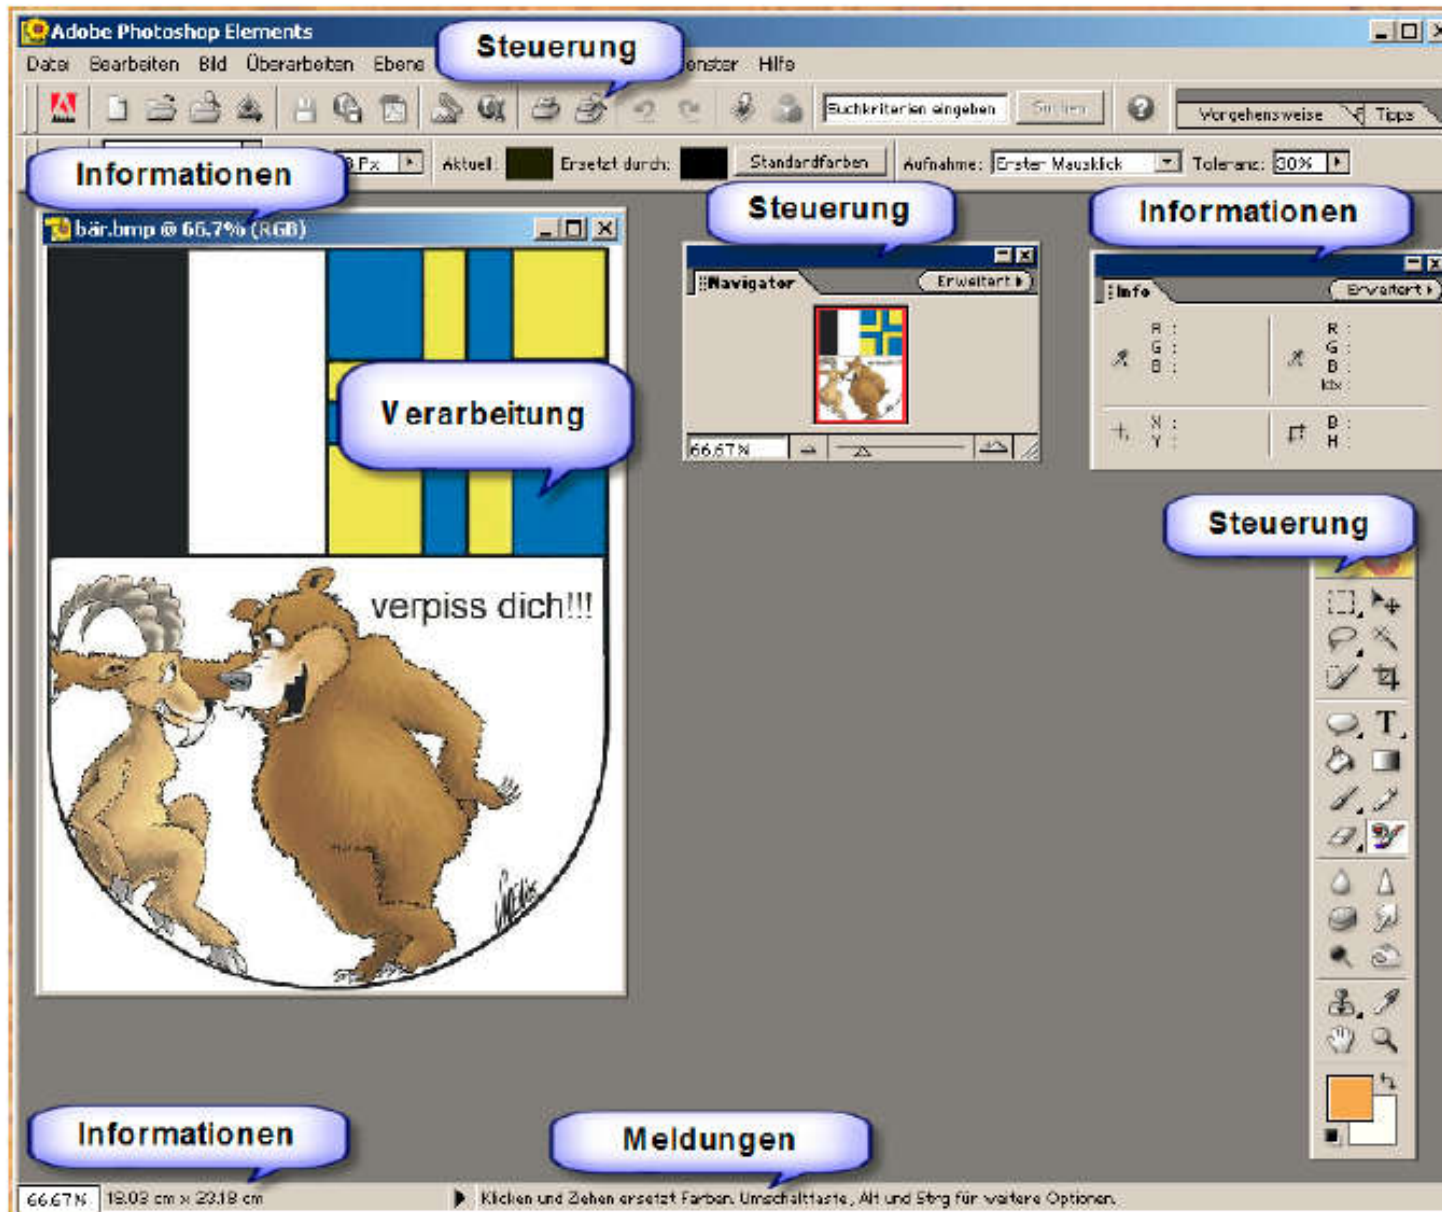 Adobe Photoshop Elements
Steuerung
Datei Bearbeiten Bild Überarbeiten Ebene enster Hilfe
Suchkriterien eingeben Suchen Vorgehensweise Tipps
Informationen
Px Aktuell: Ersetzt durch: Standardfarben Aufnahme: Erster Mausklick Toleranz: 30%
Steuerung
Informationen
bär.bmp @ 66,7% (RGB)
Navigator Erweitert
Info Erweitert
R : R :
G : G :
B : B :
Idx :
X : B :
Y : H :
66.67%
Verarbeitung
Steuerung
verpiss dich!!!
T
Informationen
Meldungen
66.67% 18.03 cm x 23.18 cm Klicken und Ziehen ersetzt Farben. Umschalttaste, Alt und Strg für weitere Optionen.